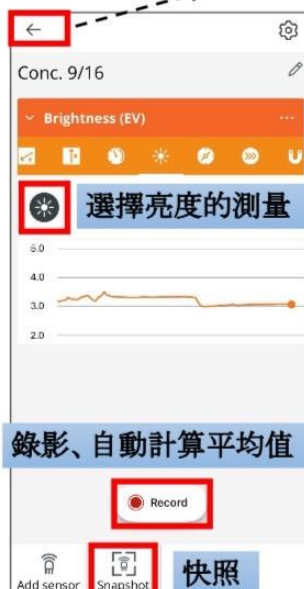 Conc. 9/16
Brightness (EV)
選擇亮度的測量
5.0
4.0
3.0
2.0
錄影、自動計算平均值
Record
Add sensor
Snapshot
快照